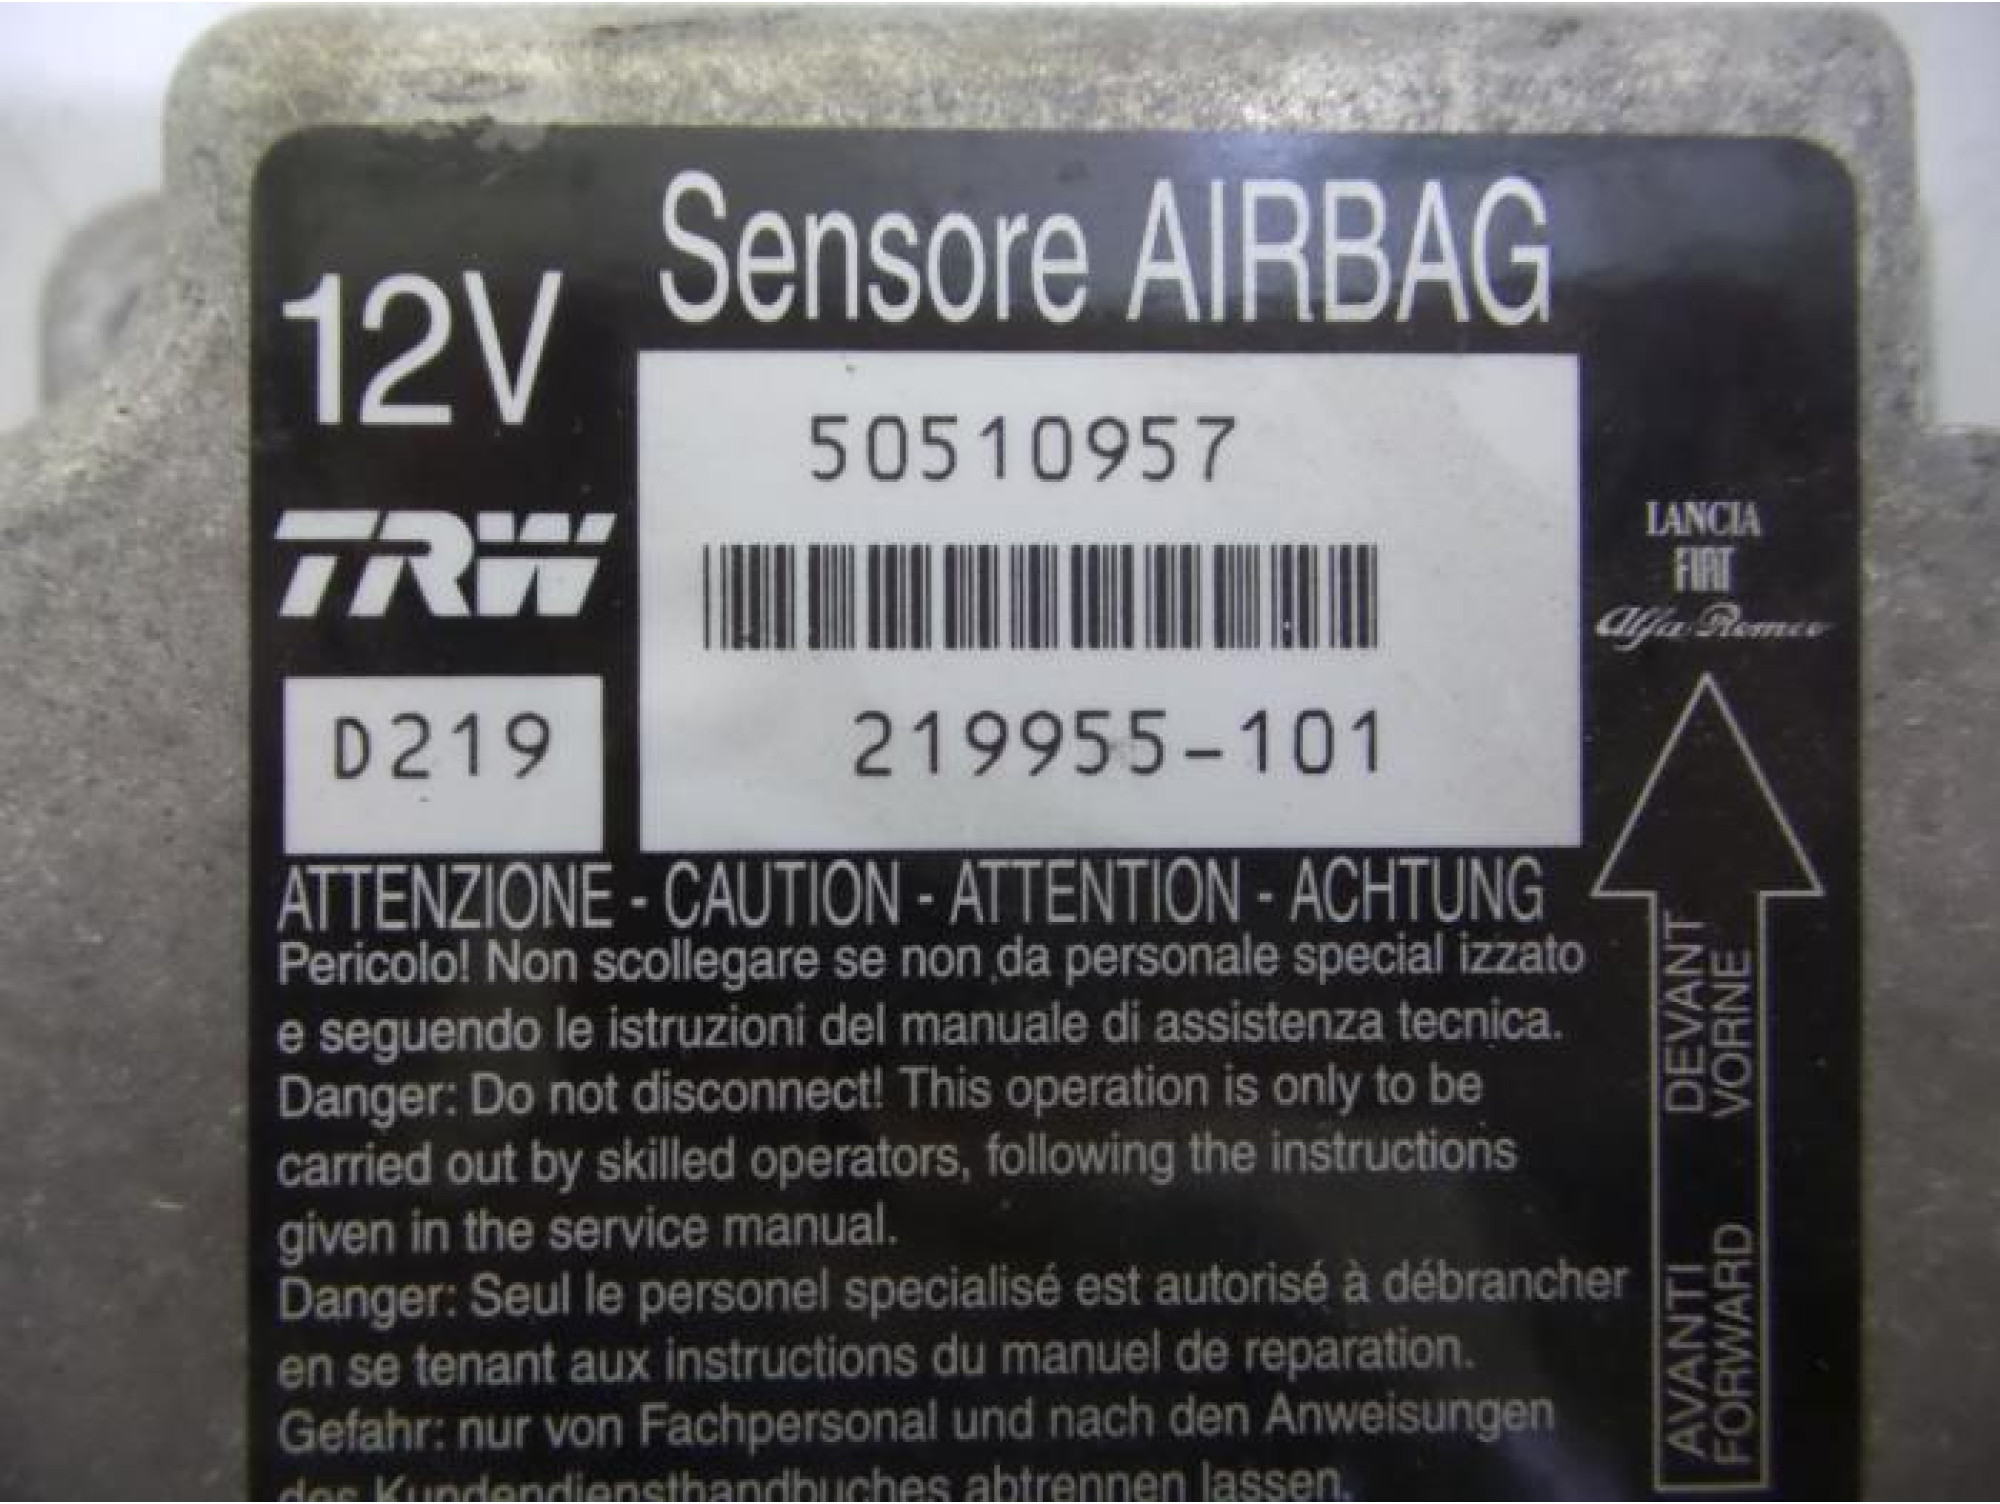 Sensore AIRBAG
12V
50510957
TRW
LANCIA
FIAT
Alfa Romeo
D219
219955-101
ATTENZIONE - CAUTION - ATTENTION - ACHTUNG
Pericolo! Non scollegare se non da personale special izzato
e seguendo le istruzioni del manuale di assistenza tecnica.
Danger: Do not disconnect! This operation is only to be
carried out by skilled operators, following the instructions
given in the service manual.
Danger: Seul le personel specialisé est autorisé à débrancher
en se tenant aux instructions du manuel de reparation.
Gefahr: nur von Fachpersonal und nach den Anweisungen
des Kundendiensthandbuches abtrennen lassen.
AVANTI DEVANT
FORWARD VORNE